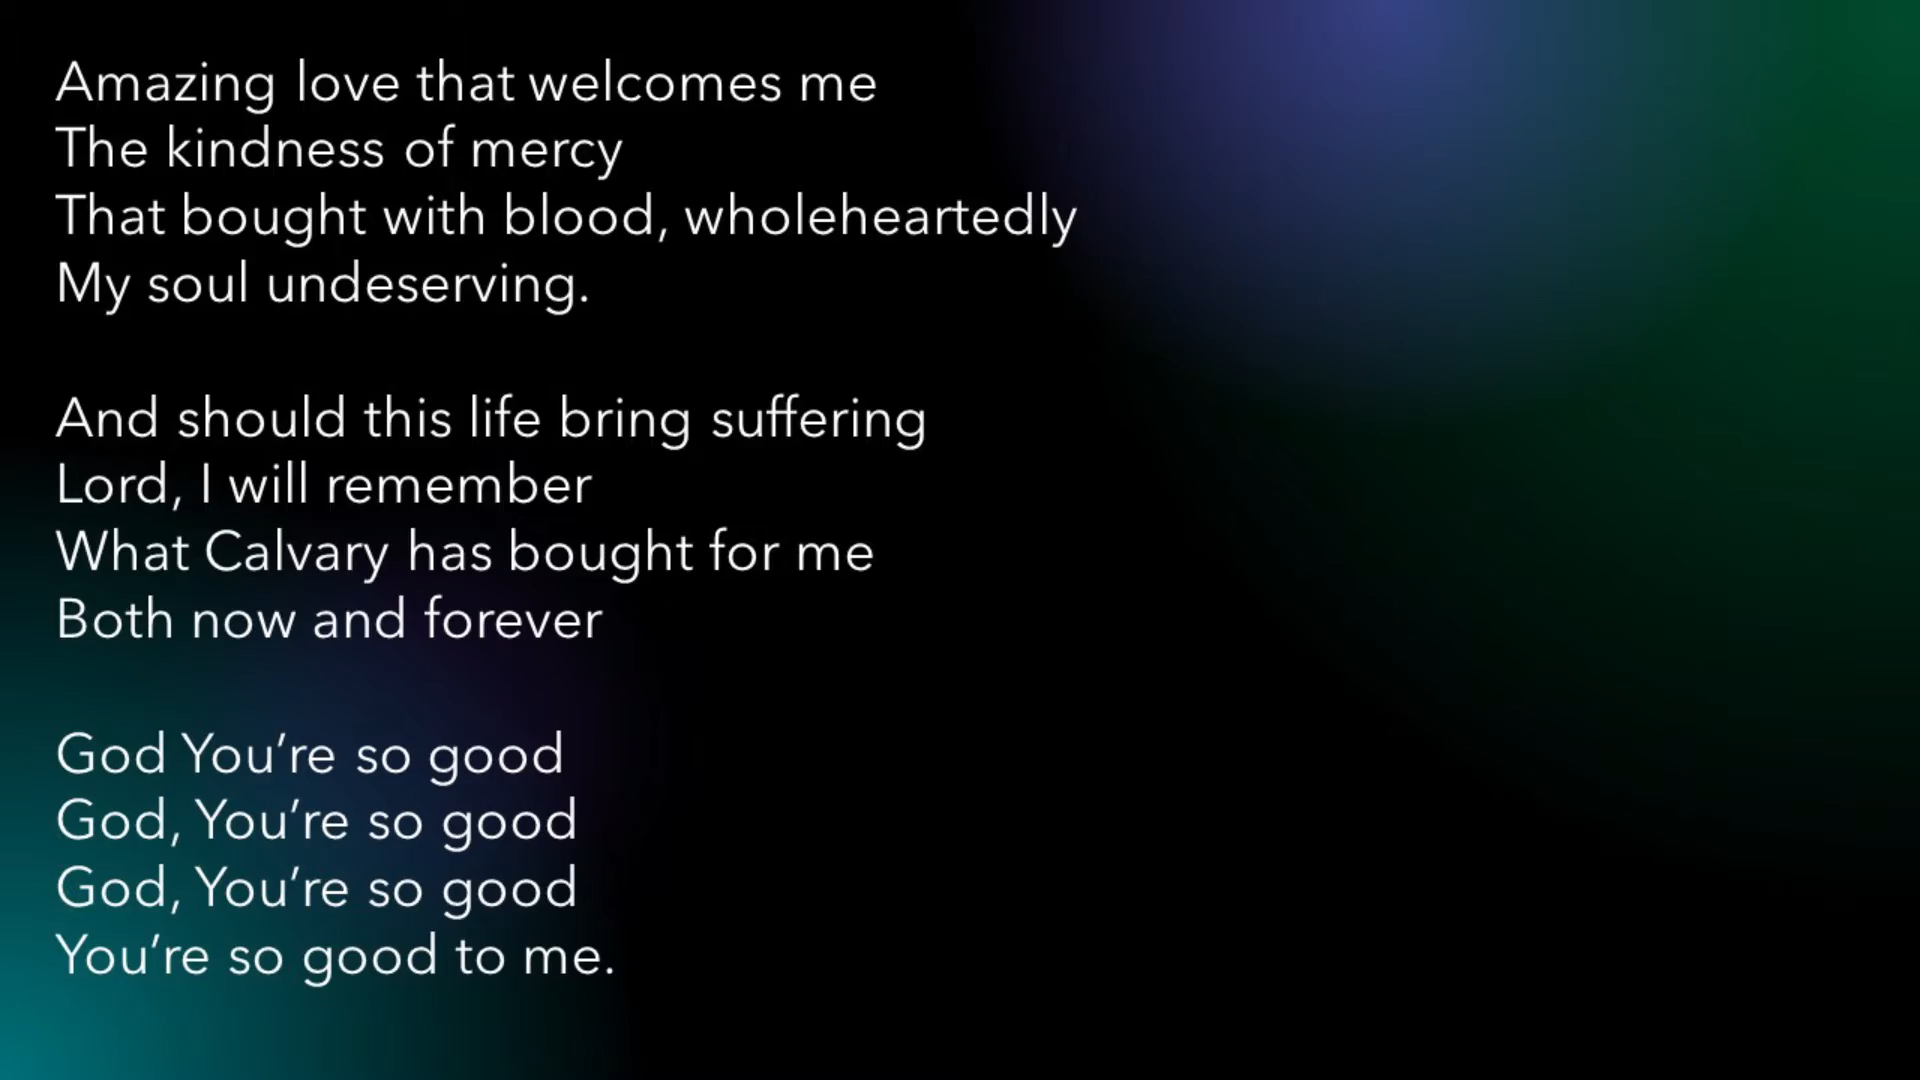 Amazing love that welcomes me
The kindness of mercy
That bought with blood, wholeheartedly
My soul undeserving.
And should this life bring suffering
Lord, I will remember
What Calvary has bought for me
Both now and forever
God You’re so good
God, You’re so good
God, You’re so good
You’re so good to me.